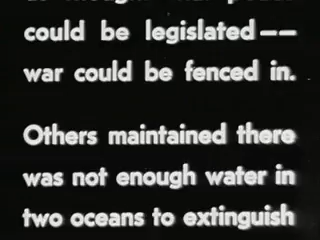 could be legislated——
war could be fenced in.
Others maintained there
was not enough water in
two oceans to extinguish